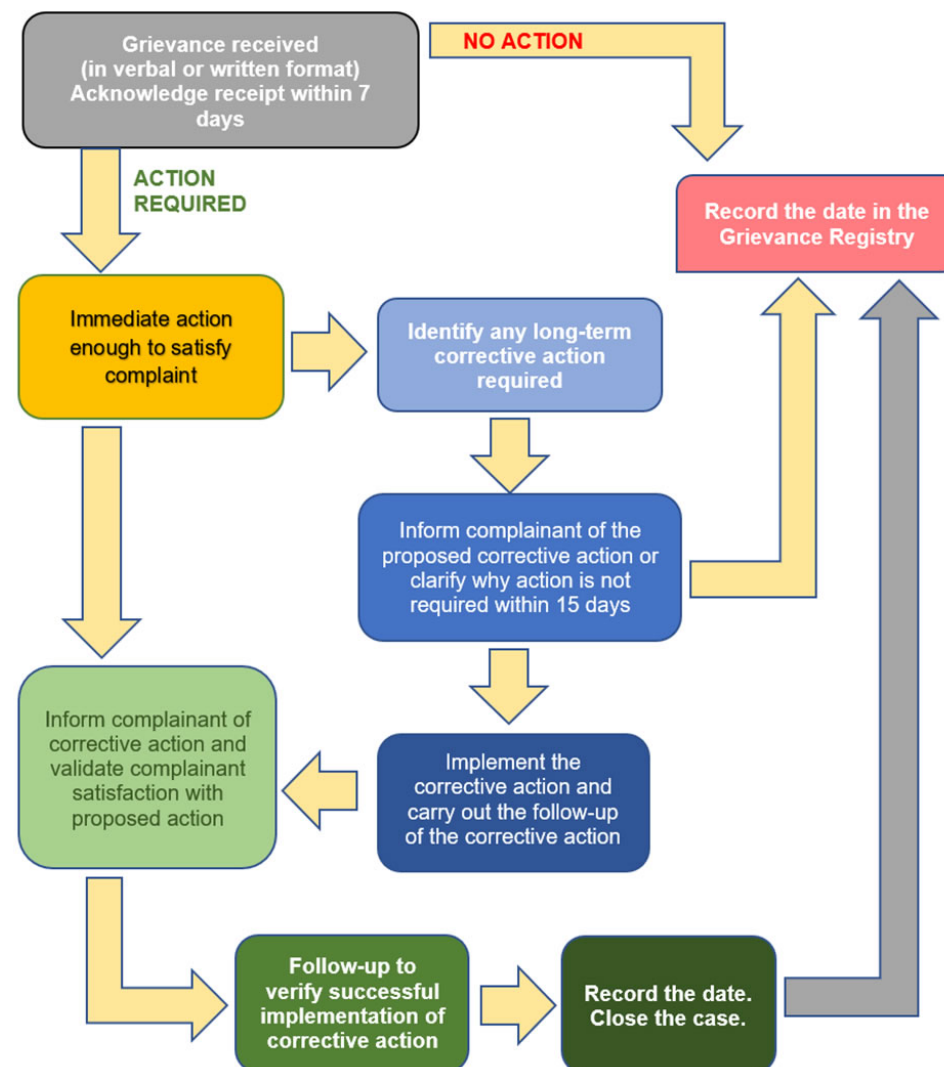 Grievance received
(in verbal or written format)
Acknowledge receipt within 7
days
NO ACTION
ACTION
REQUIRED
Record the date in the
Grievance Registry
Immediate action
enough to satisfy
complaint
Identify any long-term
corrective action
required
Inform complainant of the
proposed corrective action or
clarify why action is not
required within 15 days
Inform complainant of
corrective action and
validate complainant
satisfaction with
proposed action
Implement the
corrective action and
carry out the follow-up
of the corrective action
Follow-up to
verify successful
implementation of
corrective action
Record the date.
Close the case.